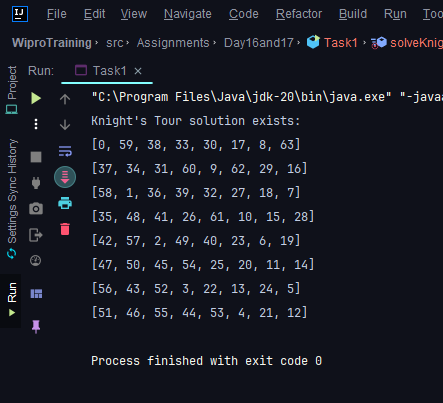 IJ File Edit View Navigate Code Refactor Build Run Too
WiproTraining › src › Assignments › Day16and17 › Task1 › solveKnig
Project
Settings Sync History
Run
Run: Task1 ×
"C:\Program Files\Java\jdk-20\bin\java.exe" "-javaa
Knight's Tour solution exists:
[0, 59, 38, 33, 30, 17, 8, 63]
[37, 34, 31, 60, 9, 62, 29, 16]
[58, 1, 36, 39, 32, 27, 18, 7]
[35, 48, 41, 26, 61, 10, 15, 28]
[42, 57, 2, 49, 40, 23, 6, 19]
[47, 50, 45, 54, 25, 20, 11, 14]
[56, 43, 52, 3, 22, 13, 24, 5]
[51, 46, 55, 44, 53, 4, 21, 12]
Process finished with exit code 0